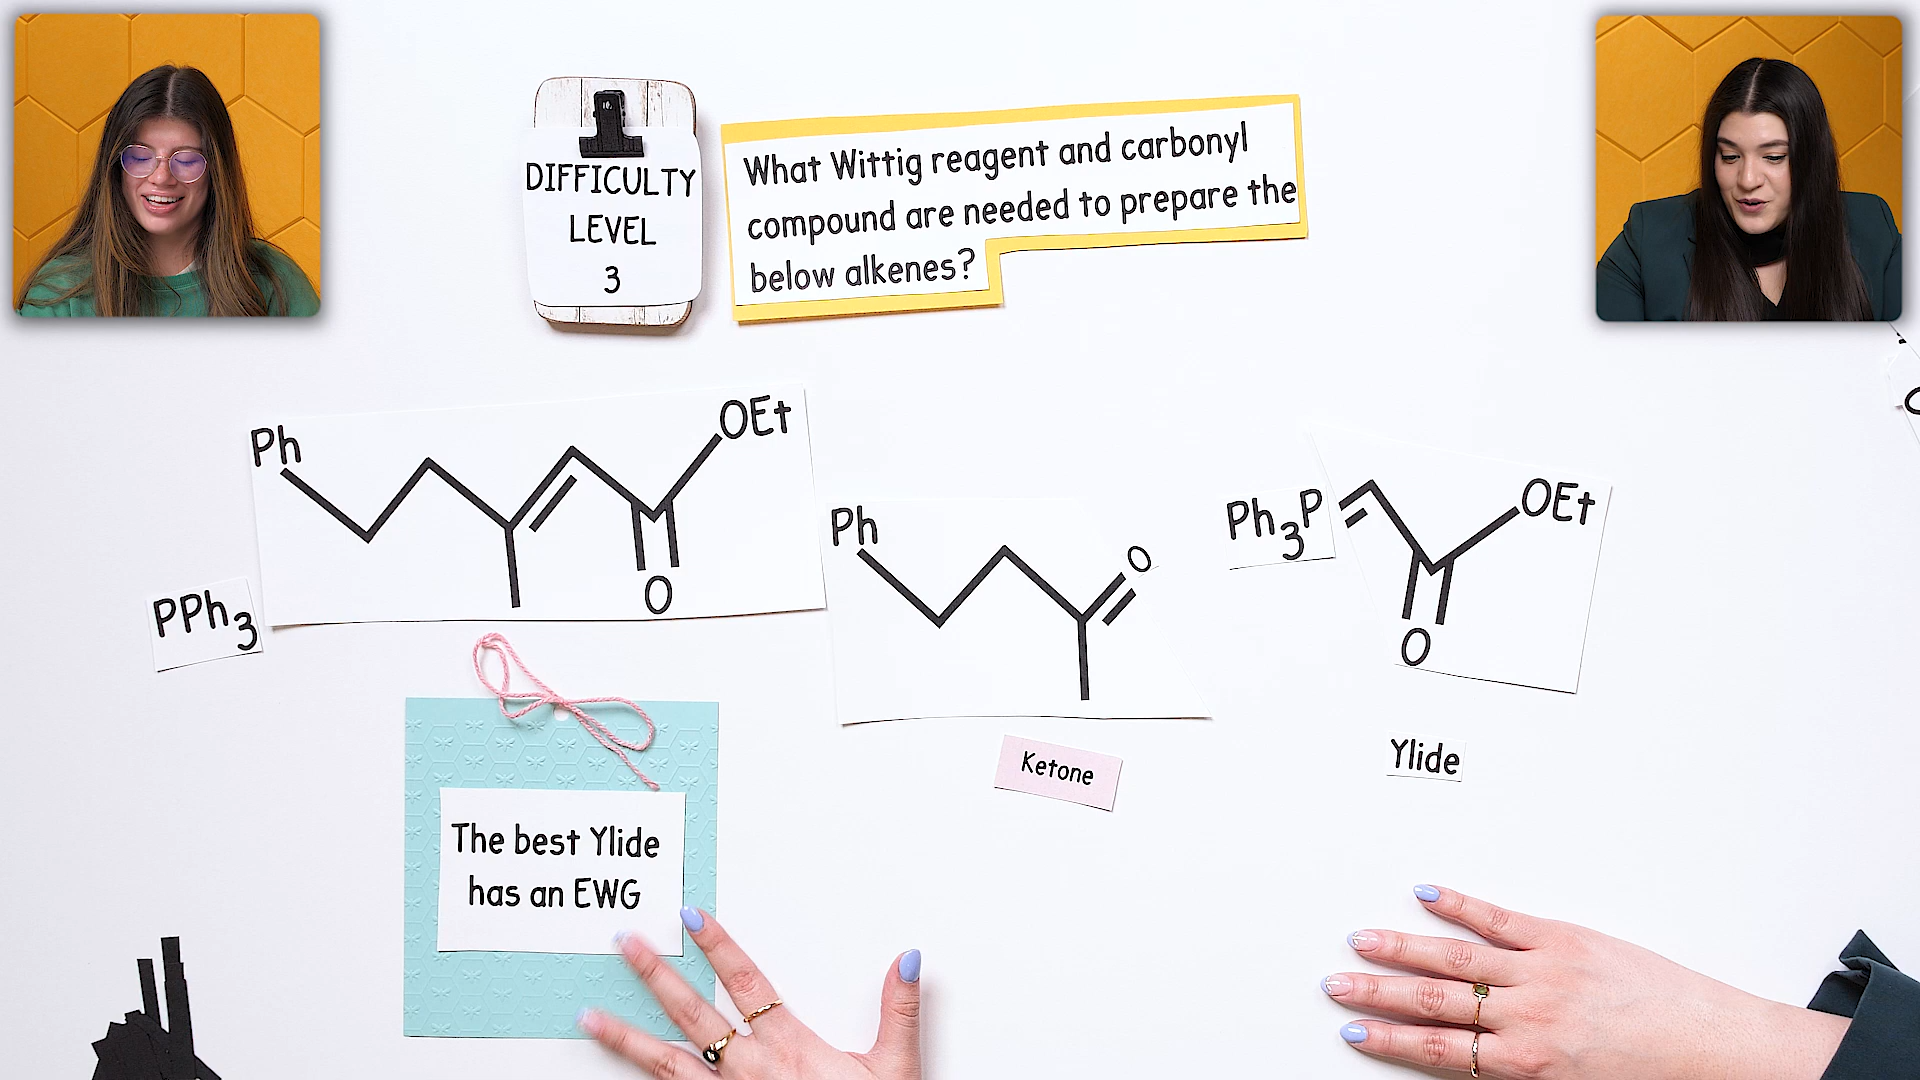 DIFFICULTY
LEVEL
3
What Wittig reagent and carbonyl
compound are needed to prepare the
below alkenes?
Ph
OEt
O
PPh3
Ph
O
Ketone
Ph3P
OEt
O
Ylide
The best Ylide
has an EWG